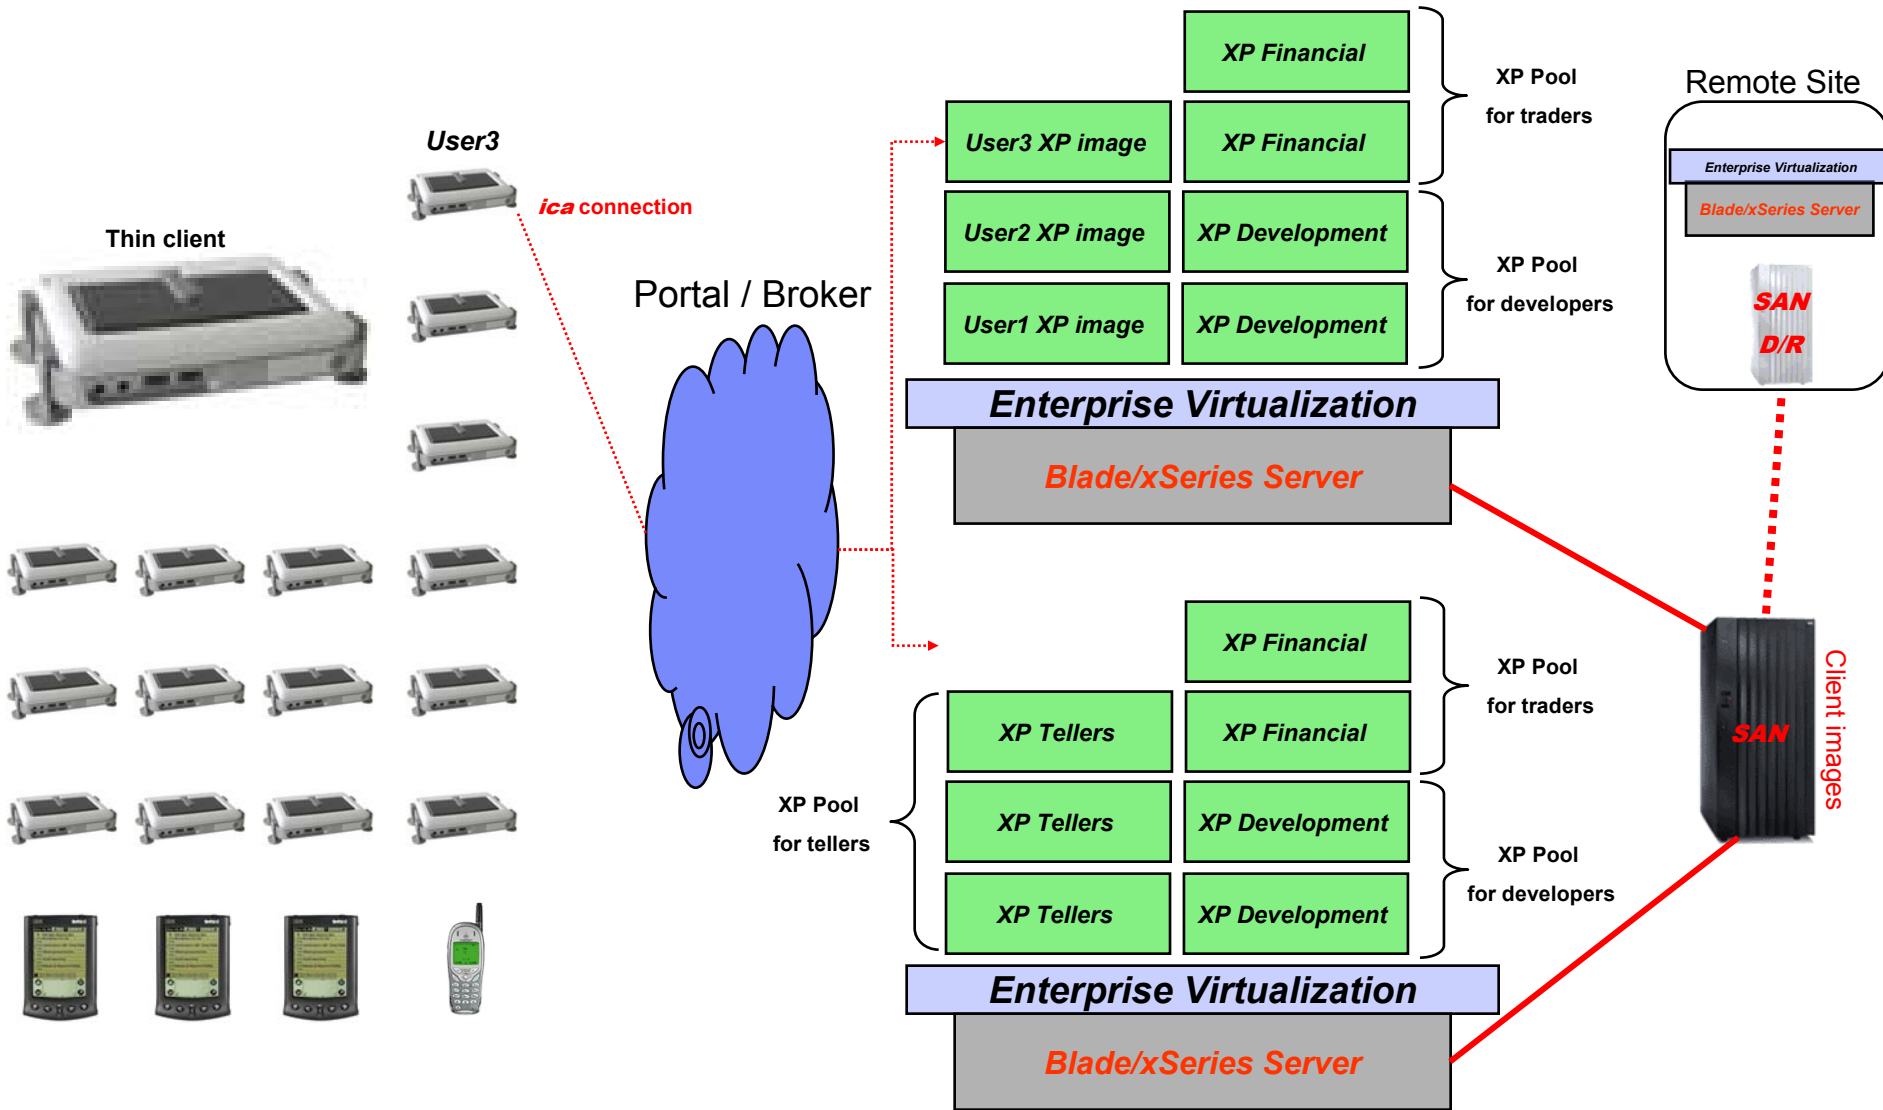 User3
Thin client
ica connection
Portal / Broker
XP Financial
User3 XP image
XP Financial
XP Pool
for traders
User2 XP image
XP Development
User1 XP image
XP Development
XP Pool
for developers
Enterprise Virtualization
Blade/xSeries Server
Remote Site
Enterprise Virtualization
Blade/xSeries Server
SAN
D/R
XP Financial
XP Tellers
XP Financial
XP Pool
for traders
XP Pool
for tellers
XP Tellers
XP Development
XP Tellers
XP Development
XP Pool
for developers
Enterprise Virtualization
Blade/xSeries Server
SAN
Client images